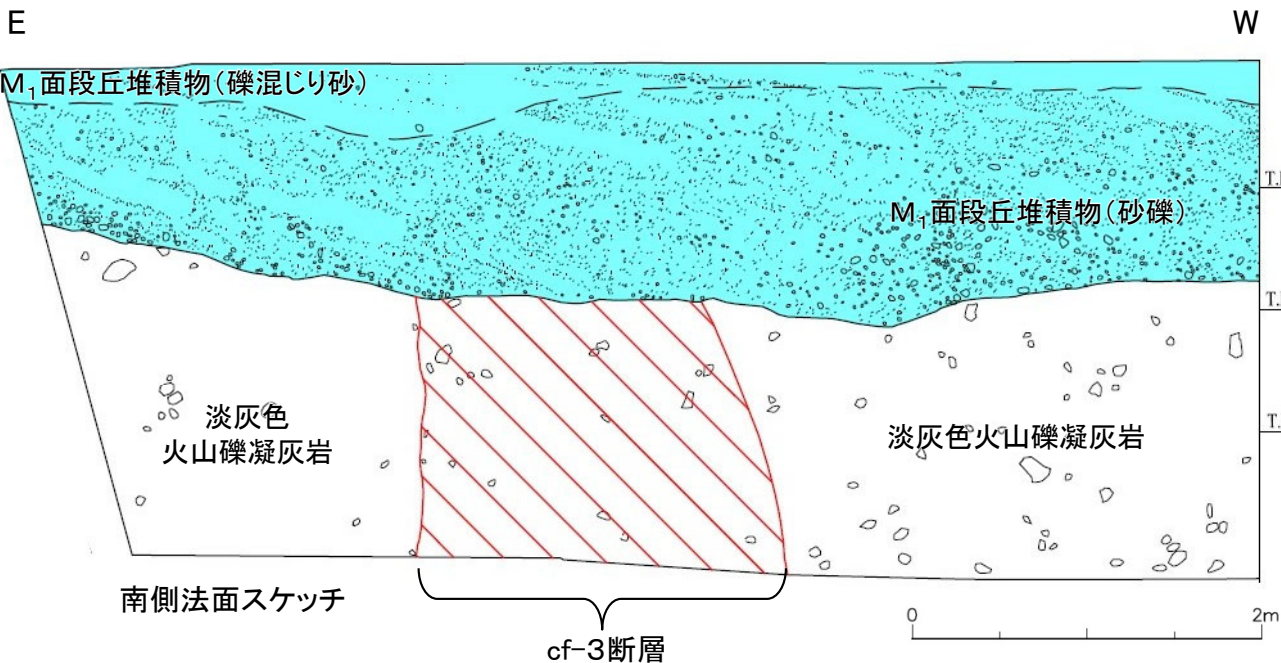 E
W
M₁面段丘堆積物(礫混じり砂)
T.
M₁面段丘堆積物(砂礫)
T.
淡灰色
火山礫凝灰岩
淡灰色火山礫凝灰岩
T.
南側法面スケッチ
0
2m
cf-3断層